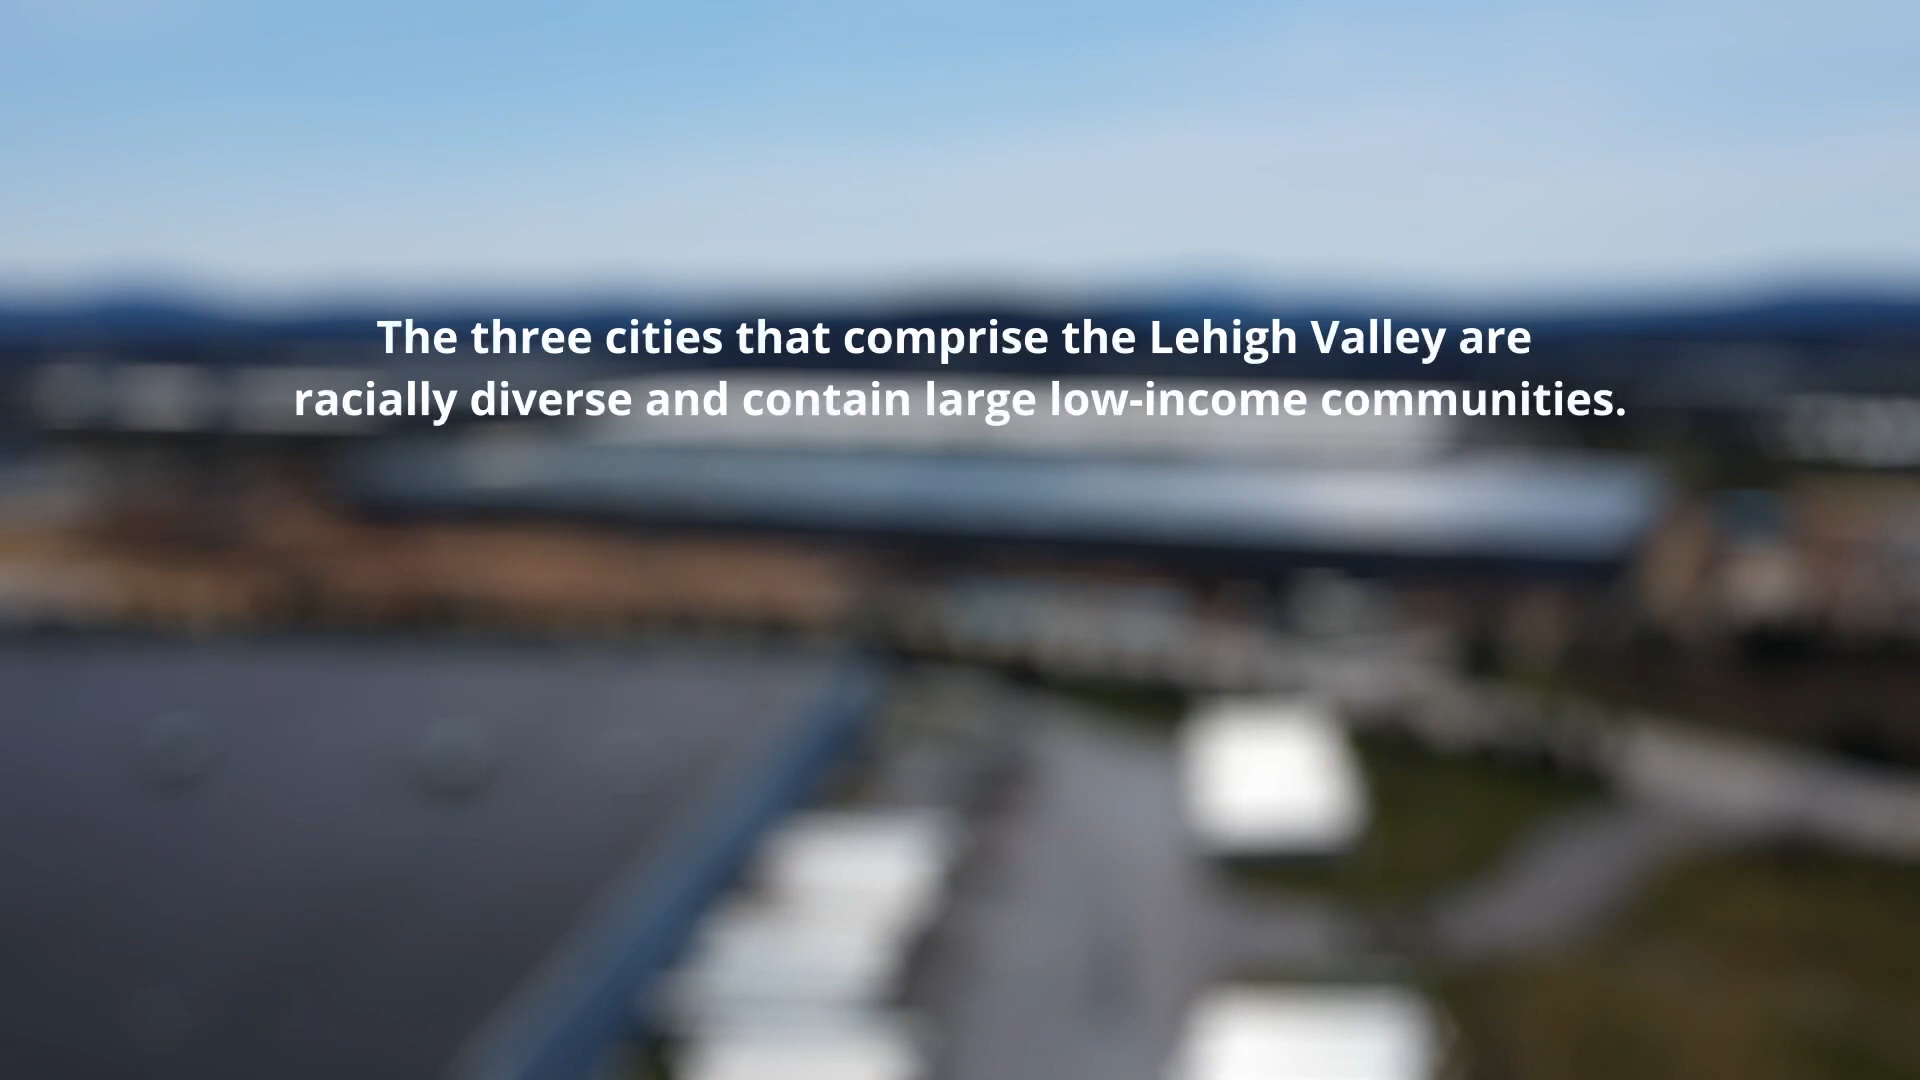 The three cities that comprise the Lehigh Valley are
racially diverse and contain large low-income communities.